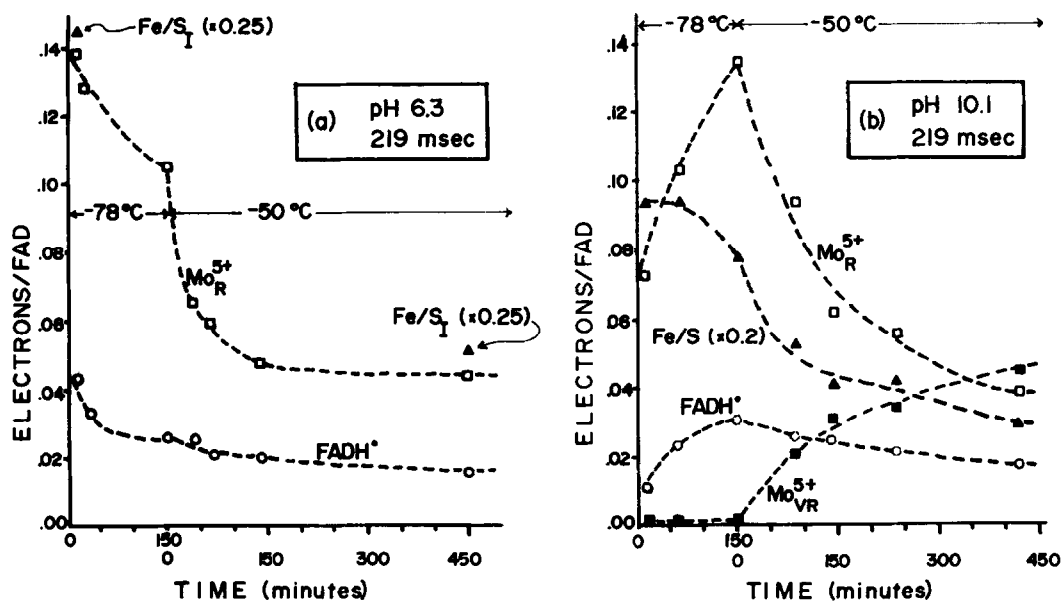 ELECTRONS/FAD
.14
.12
.10
.08
.06
.04
.02
.00
Fe/S_I (×0.25)
(a) pH 6.3
219 msec
-78°C
-50°C
Mo_R^5+
Fe/S_I (×0.25)
FADH°
0
150
0
150
300
450
TIME (minutes)
ELECTRONS/FAD
.14
.12
.10
.08
.06
.04
.02
.00
-78°C
-50°C
(b) pH 10.1
219 msec
Mo_R^5+
Fe/S (×0.2)
FADH°
Mo_VR^5+
0
150
0
150
300
450
TIME (minutes)